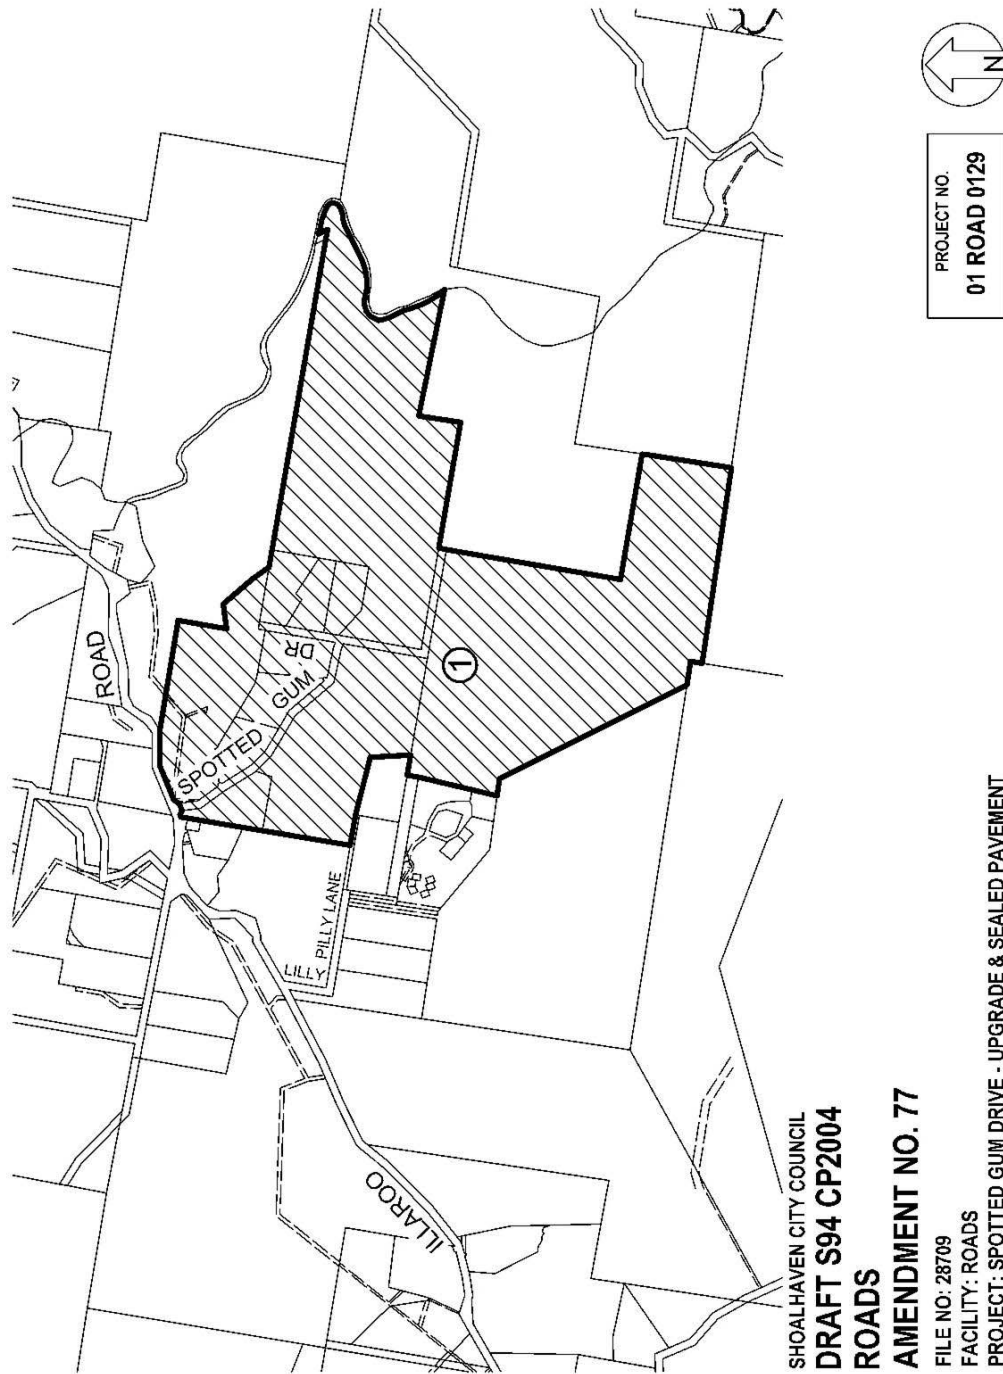 ROAD
SPOTTED
GUM
DR
1
LILLY
PILLY LANE
ILLAROO
SHOALHAVEN CITY COUNCIL
DRAFT S94 CP2004
ROADS
AMENDMENT NO. 77
FILE NO: 28709
FACILITY: ROADS
PROJECT: SPOTTED GUM DRIVE - UPGRADE & SEALED PAVEMENT
PROJECT NO.
01 ROAD 0129
N